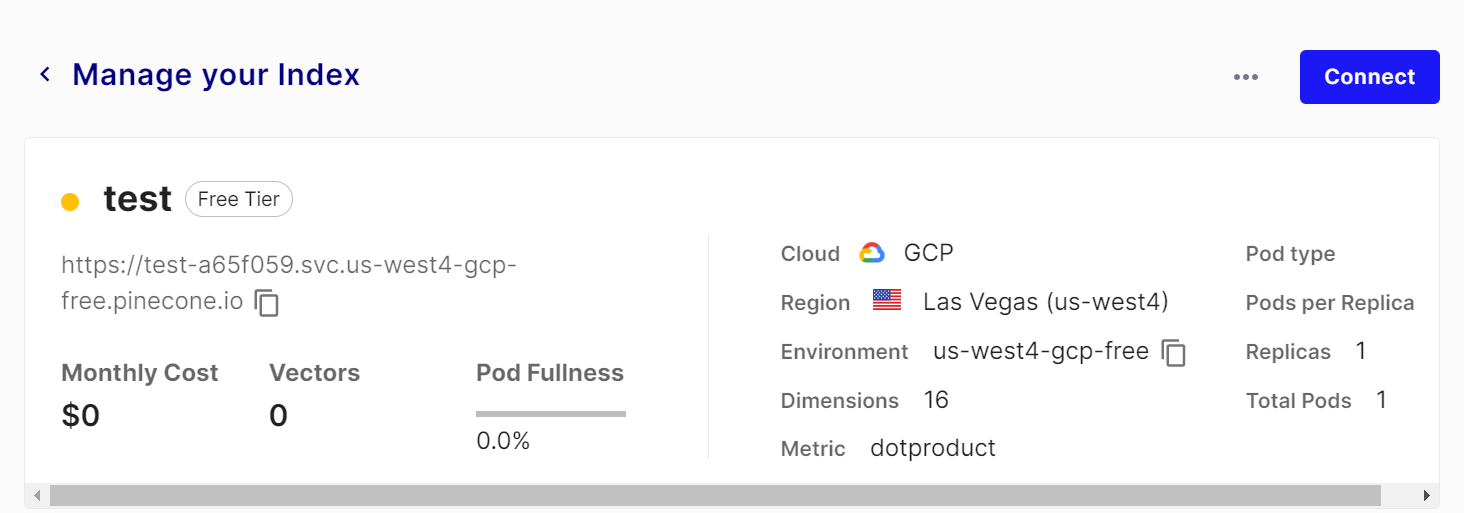 Manage your Index
Connect
test Free Tier
https://test-a65f059.svc.us-west4-gcp-
free.pinecone.io
Monthly Cost Vectors Pod Fullness
$0 0
0.0%
Cloud GCP
Region Las Vegas (us-west4)
Environment us-west4-gcp-free
Dimensions 16
Metric dotproduct
Pod type
Pods per Replica
Replicas 1
Total Pods 1